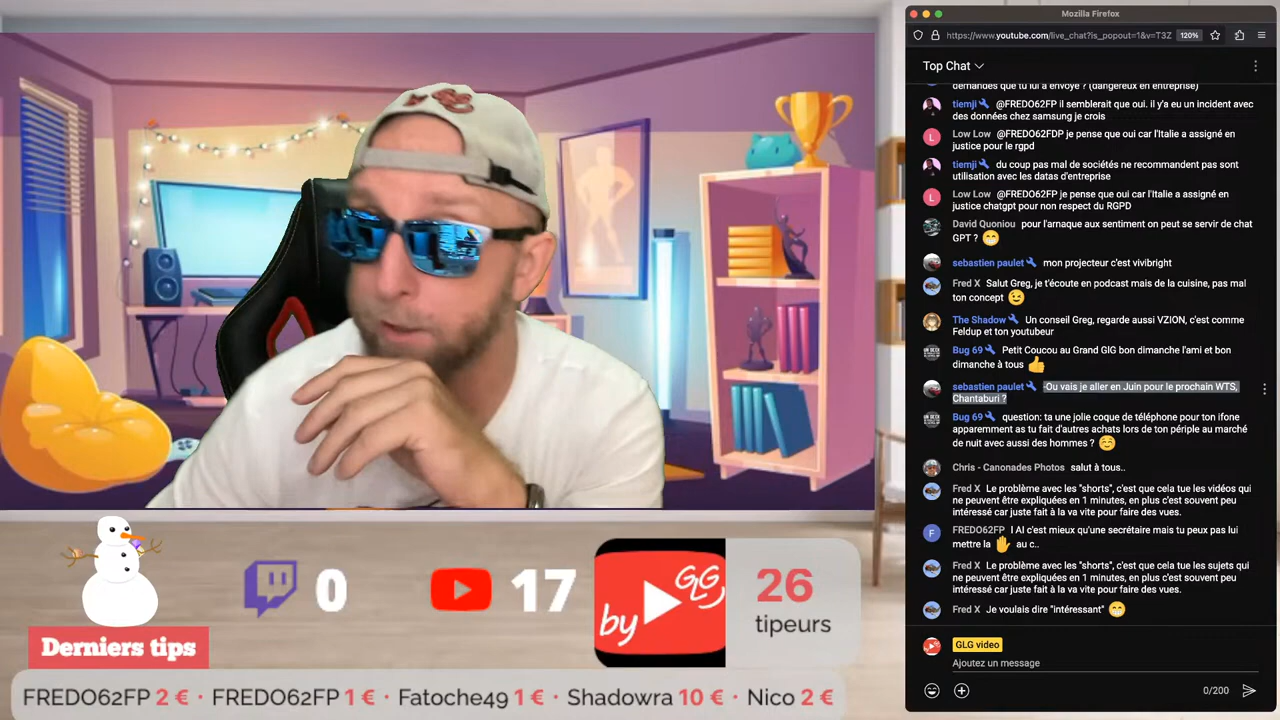 Mozilla Firefox
https://www.youtube.com/live_chat?is_popout=1&v=T3Z
120%
Top Chat
demandes que tu lui a envoyé ? (dangereux en entreprise)
tiemji @FREDO62FP il semblerait que oui. il y'a eu un incident avec
des données chez samsung je crois
Low Low @FREDO62FDP je pense que oui car l'Italie a assigné en
justice pour le rgpd
tiemji du coup pas mal de sociétés ne recommandent pas son
utilisation avec les datas d'entreprise
Low Low @FREDO62FP je pense que oui car l'Italie a assigné en
justice chatgpt pour non respect du RGPD
David Quoniou pour l'arnaque aux sentiment on peut se servir de chat
GPT ? 😁
sebastien paulet mon projecteur c'est vivibright
Fred X Salut Greg, je t'écoute en podcast mais de la cuisine, pas mal
ton concept 😉
The Shadow Un conseil Greg, regarde aussi VZION, c'est comme
Feldup et ton youtubeur
Bug 69 Petit Coucou au Grand GlG bon dimanche l'ami et bon
dimanche à tous 👍
sebastien paulet -Ou vais je aller en Juin pour le prochain WTS,
Chantaburi ?
Bug 69 question: ta une jolie coque de téléphone pour ton ifone
apparemment as tu fait d'autres achats lors de ton périple au marché
de nuit avec aussi des hommes ? ☺️
Chris - Canonades Photos salut à tous..
Fred X Le problème avec les "shorts", c'est que cela tue les vidéos qui
ne peuvent être expliquées en 1 minutes, en plus c'est souvent peu
intéressé car juste fait à la va vite pour faire des vues.
F FREDO62FP l AI c'est mieux qu'une secrétaire mais tu peux pas lui
mettre la ✋ au c..
Fred X Le problème avec les "shorts", c'est que cela tue les sujets qui
ne peuvent être expliquées en 1 minutes, en plus c'est souvent peu
intéressé car juste fait à la va vite pour faire des vues.
Fred X Je voulais dire "intéressant" 😁
GLG video
Ajoutez un message
0/200
0
17
by GLG
26
tipeurs
Derniers tips
FREDO62FP 2 € · FREDO62FP 1 € · Fatoche49 1 € · Shadowra 10 € · Nico 2 €